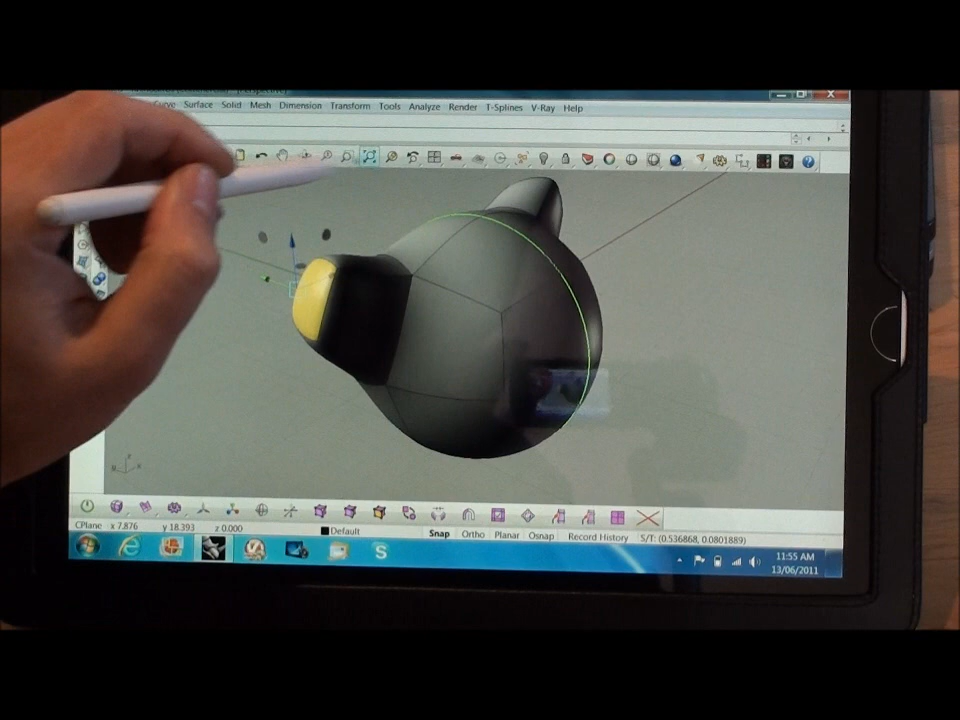 Curve Surface Solid Mesh Dimension Transform Tools Analyze Render T-Splines V-Ray Help
CPlane x 7.876 y 18.393 z 0.000 Default Snap Ortho Planar Osnap Record History S/T: (0.536868, 0.0801889)
11:55 AM
13/06/2011